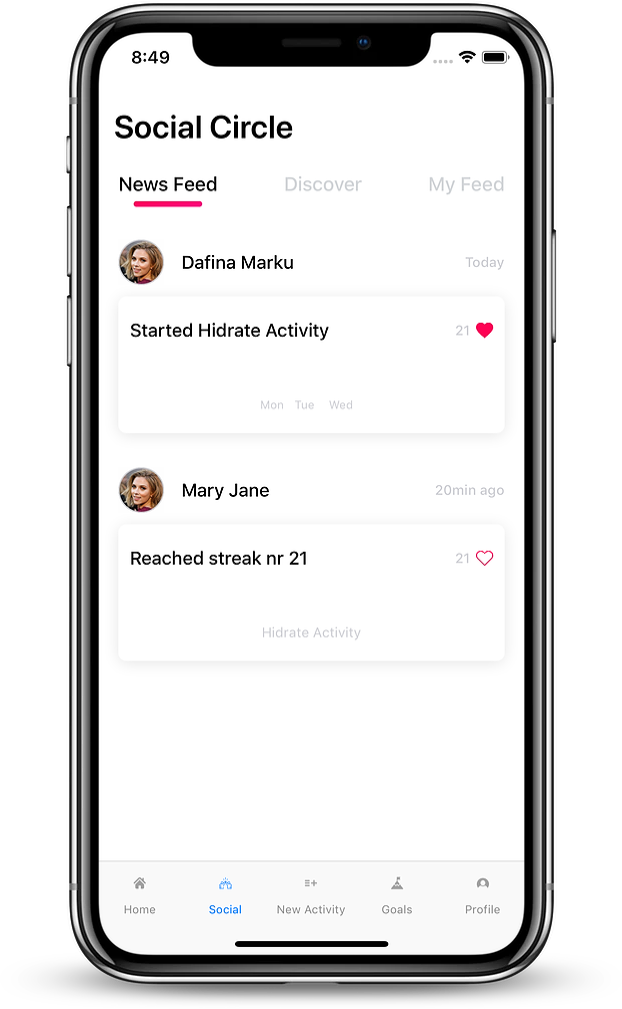 8:49
Social Circle
News Feed Discover My Feed
Dafina Marku Today
Started Hidrate Activity 21
Mon Tue Wed
Mary Jane 20min ago
Reached streak nr 21 21
Hidrate Activity
Home Social New Activity Goals Profile